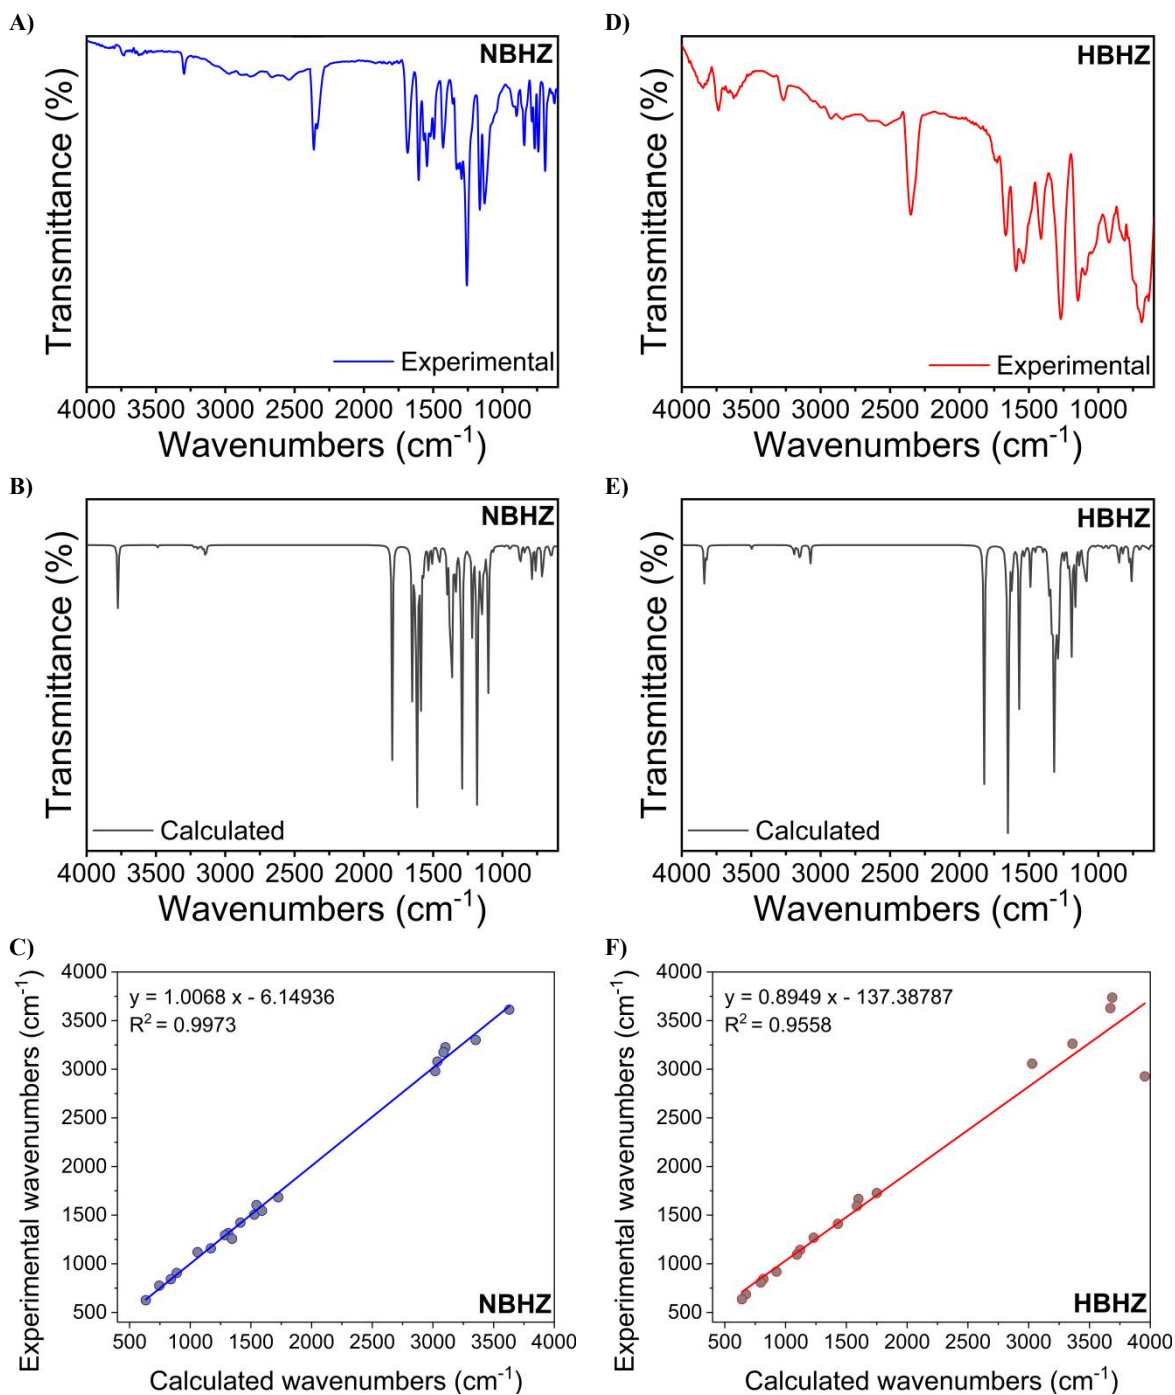 A)
NBHZ
Transmittance (%)
Experimental
4000 3500 3000 2500 2000 1500 1000
Wavenumbers (cm⁻¹)
D)
HBHZ
Transmittance (%)
Experimental
4000 3500 3000 2500 2000 1500 1000
Wavenumbers (cm⁻¹)
B)
NBHZ
Transmittance (%)
Calculated
4000 3500 3000 2500 2000 1500 1000
Wavenumbers (cm⁻¹)
E)
HBHZ
Transmittance (%)
Calculated
4000 3500 3000 2500 2000 1500 1000
Wavenumbers (cm⁻¹)
C)
Experimental wavenumbers (cm⁻¹)
4000
3500
3000
2500
2000
1500
1000
500
y = 1.0068 x - 6.14936
R² = 0.9973
NBHZ
500 1000 1500 2000 2500 3000 3500 4000
Calculated wavenumbers (cm⁻¹)
F)
Experimental wavenumbers (cm⁻¹)
4000
3500
3000
2500
2000
1500
1000
500
y = 0.8949 x - 137.38787
R² = 0.9558
HBHZ
500 1000 1500 2000 2500 3000 3500 4000
Calculated wavenumbers (cm⁻¹)